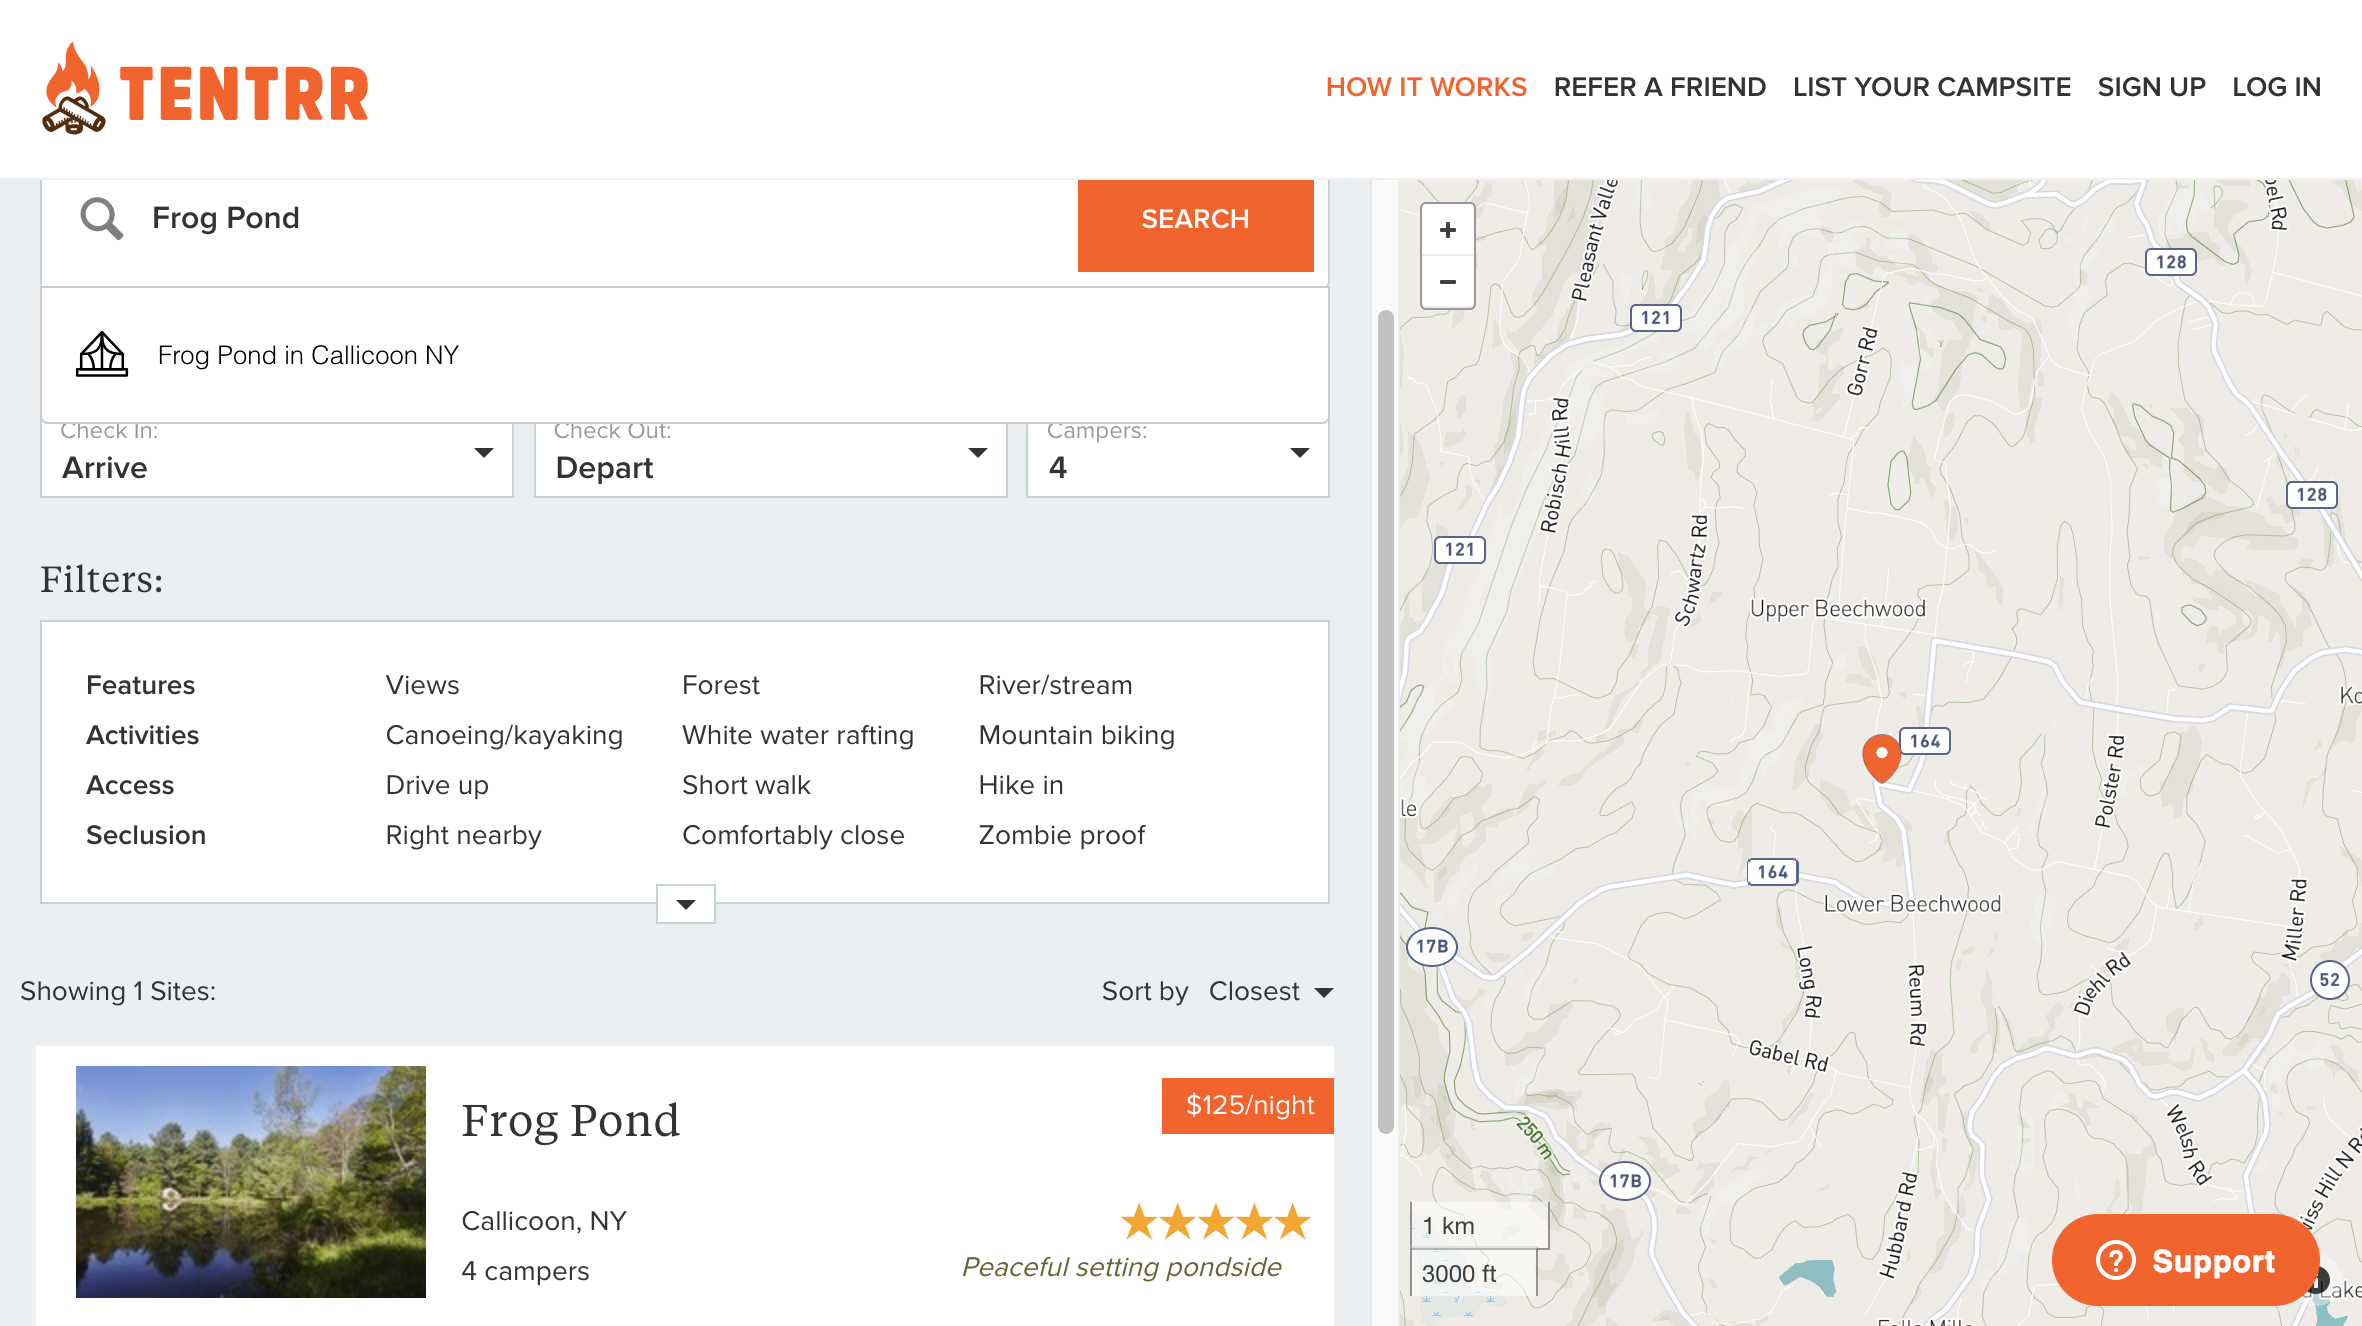 TENTRR
HOW IT WORKS REFER A FRIEND LIST YOUR CAMPSITE SIGN UP LOG IN
Frog Pond
SEARCH
Frog Pond in Callicoon NY
Check In:
Arrive
Check Out:
Depart
Campers:
4
Filters:
Features Views Forest River/stream
Activities Canoeing/kayaking White water rafting Mountain biking
Access Drive up Short walk Hike in
Seclusion Right nearby Comfortably close Zombie proof
Showing 1 Sites:
Sort by Closest
Frog Pond
$125/night
Callicoon, NY
4 campers
Peaceful setting pondside
+
−
128
121
Gorr Rd
Robisch Hill Rd
128
121
Schwartz Rd
Upper Beechwood
164
Polster Rd
164
Lower Beechwood
Miller Rd
17B
Long Rd
Reum Rd
Diehl Rd
52
Gabel Rd
250 m
Welsh Rd
17B
Hubbard Rd
1 km
3000 ft
Support